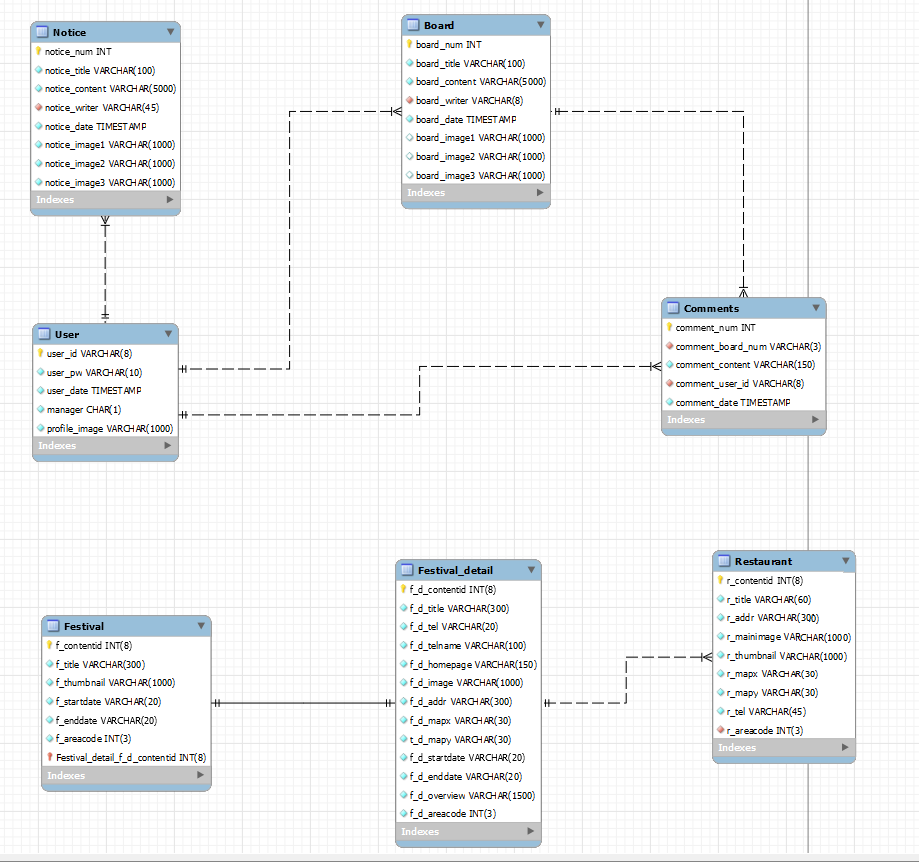 Notice
notice_num INT
notice_title VARCHAR(100)
notice_content VARCHAR(5000)
notice_writer VARCHAR(45)
notice_date TIMESTAMP
notice_image1 VARCHAR(1000)
notice_image2 VARCHAR(1000)
notice_image3 VARCHAR(1000)
Indexes
Board
board_num INT
board_title VARCHAR(100)
board_content VARCHAR(5000)
board_writer VARCHAR(8)
board_date TIMESTAMP
board_image1 VARCHAR(1000)
board_image2 VARCHAR(1000)
board_image3 VARCHAR(1000)
Indexes
User
user_id VARCHAR(8)
user_pw VARCHAR(10)
user_date TIMESTAMP
manager CHAR(1)
profile_image VARCHAR(1000)
Indexes
Comments
comment_num INT
comment_board_num VARCHAR(3)
comment_content VARCHAR(150)
comment_user_id VARCHAR(8)
comment_date TIMESTAMP
Indexes
Festival
f_contentid INT(8)
f_title VARCHAR(300)
f_thumbnail VARCHAR(1000)
f_startdate VARCHAR(20)
f_enddate VARCHAR(20)
f_areacode INT(3)
Festival_detail_f_d_contentid INT(8)
Indexes
Festival_detail
f_d_contentid INT(8)
f_d_title VARCHAR(300)
f_d_tel VARCHAR(20)
f_d_telname VARCHAR(100)
f_d_homepage VARCHAR(150)
f_d_image VARCHAR(1000)
f_d_addr VARCHAR(300)
f_d_mapx VARCHAR(30)
t_d_mapy VARCHAR(30)
f_d_startdate VARCHAR(20)
f_d_enddate VARCHAR(20)
f_d_overview VARCHAR(1500)
f_d_areacode INT(3)
Indexes
Restaurant
r_contentid INT(8)
r_title VARCHAR(60)
r_addr VARCHAR(300)
r_mainimage VARCHAR(1000)
r_thumbnail VARCHAR(1000)
r_mapx VARCHAR(30)
r_mapy VARCHAR(30)
r_tel VARCHAR(45)
r_areacode INT(3)
Indexes